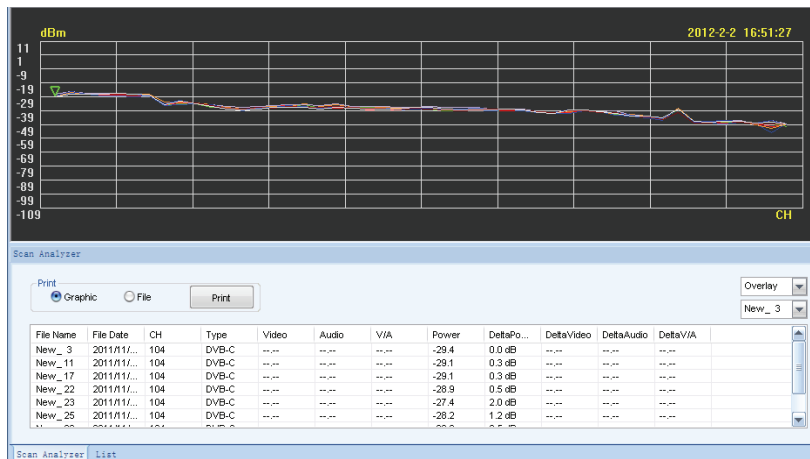 dBm 2012-2-2 16:51:27
11
1
-9
-19
-29
-39
-49
-59
-69
-79
-89
-99
-109
CH
Scan Analyzer
Print
Graphic File Print
Overlay
New_ 3
File Name File Date CH Type Video Audio V/A Power DeltaPo... DeltaVideo DeltaAudio DeltaV/A
New_ 3 2011/11/... 104 DVB-C --.-- --.-- --.-- -29.4 0.0 dB --.-- --.-- --.--
New_ 11 2011/11/... 104 DVB-C --.-- --.-- --.-- -29.1 0.3 dB --.-- --.-- --.--
New_ 17 2011/11/... 104 DVB-C --.-- --.-- --.-- -29.1 0.3 dB --.-- --.-- --.--
New_ 22 2011/11/... 104 DVB-C --.-- --.-- --.-- -28.9 0.5 dB --.-- --.-- --.--
New_ 23 2011/11/... 104 DVB-C --.-- --.-- --.-- -27.4 2.0 dB --.-- --.-- --.--
New_ 25 2011/11/... 104 DVB-C --.-- --.-- --.-- -28.2 1.2 dB --.-- --.-- --.--
Scan Analyzer List